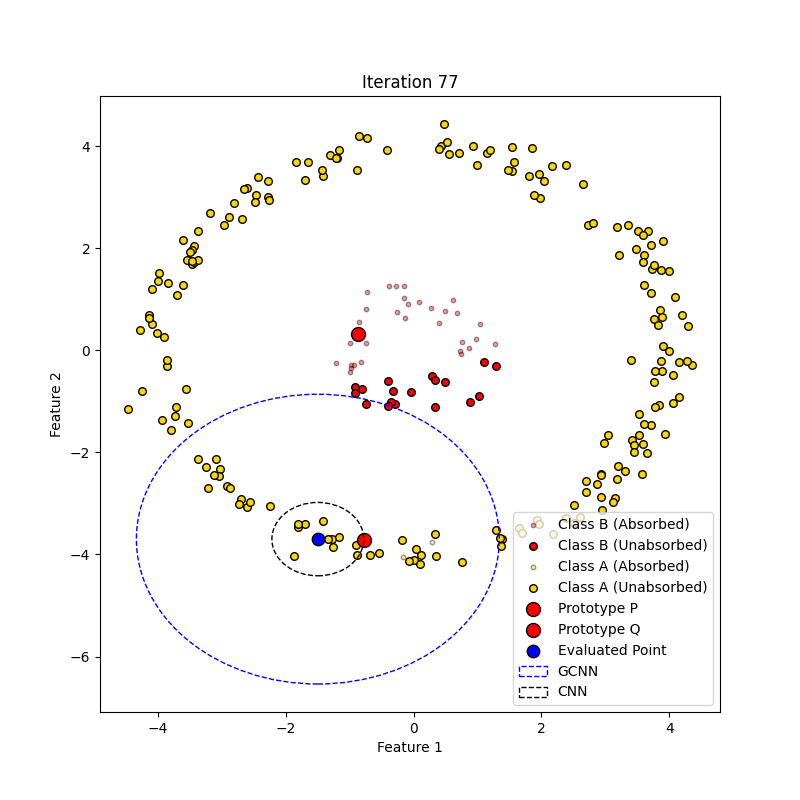 Iteration 77
4
2
0
−2
−4
−6
Feature 2
−4
−2
0
2
4
Feature 1
Class B (Absorbed)
Class B (Unabsorbed)
Class A (Absorbed)
Class A (Unabsorbed)
Prototype P
Prototype Q
Evaluated Point
GCNN
CNN